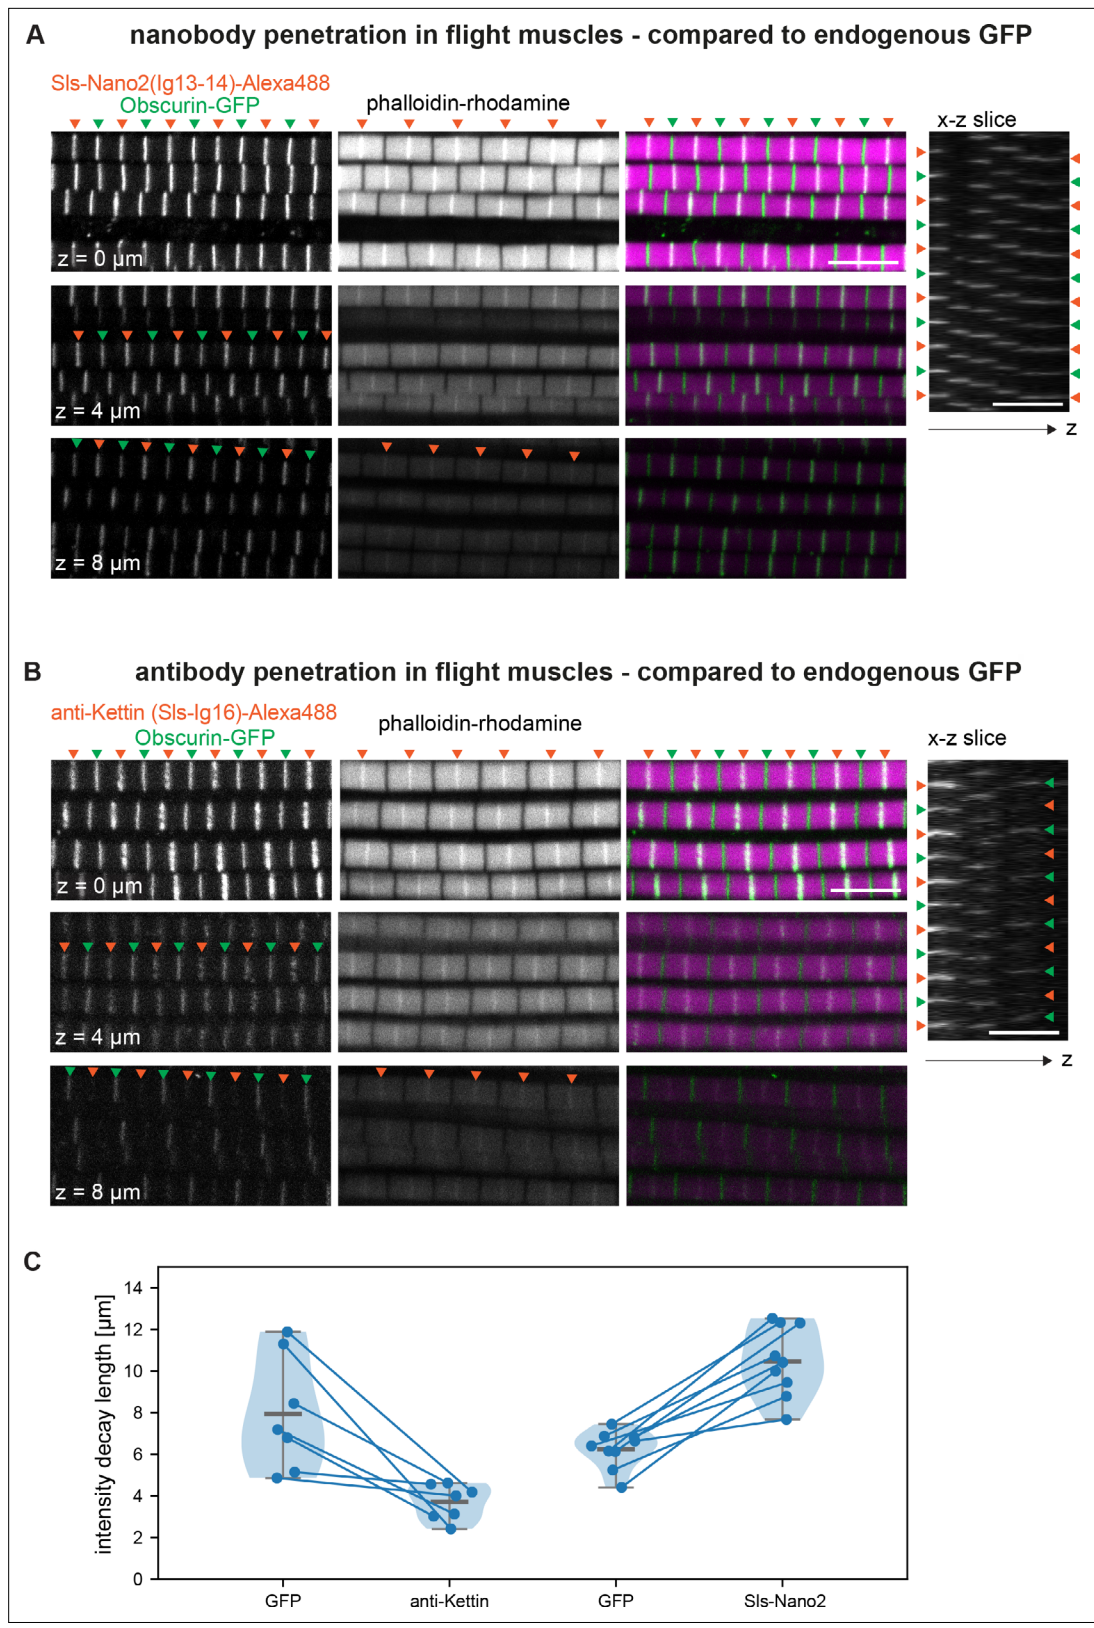 A
nanobody penetration in flight muscles - compared to endogenous GFP
Sls-Nano2(Ig13-14)-Alexa488
Obscurin-GFP
phalloidin-rhodamine
x-z slice
z = 0 µm
z = 4 µm
z
z = 8 µm
B
antibody penetration in flight muscles - compared to endogenous GFP
anti-Kettin (Sls-Ig16)-Alexa488
Obscurin-GFP
phalloidin-rhodamine
x-z slice
z = 0 µm
z = 4 µm
z
z = 8 µm
C
intensity decay length [µm]
14
12
10
8
6
4
2
0
GFP
anti-Kettin
GFP
Sls-Nano2